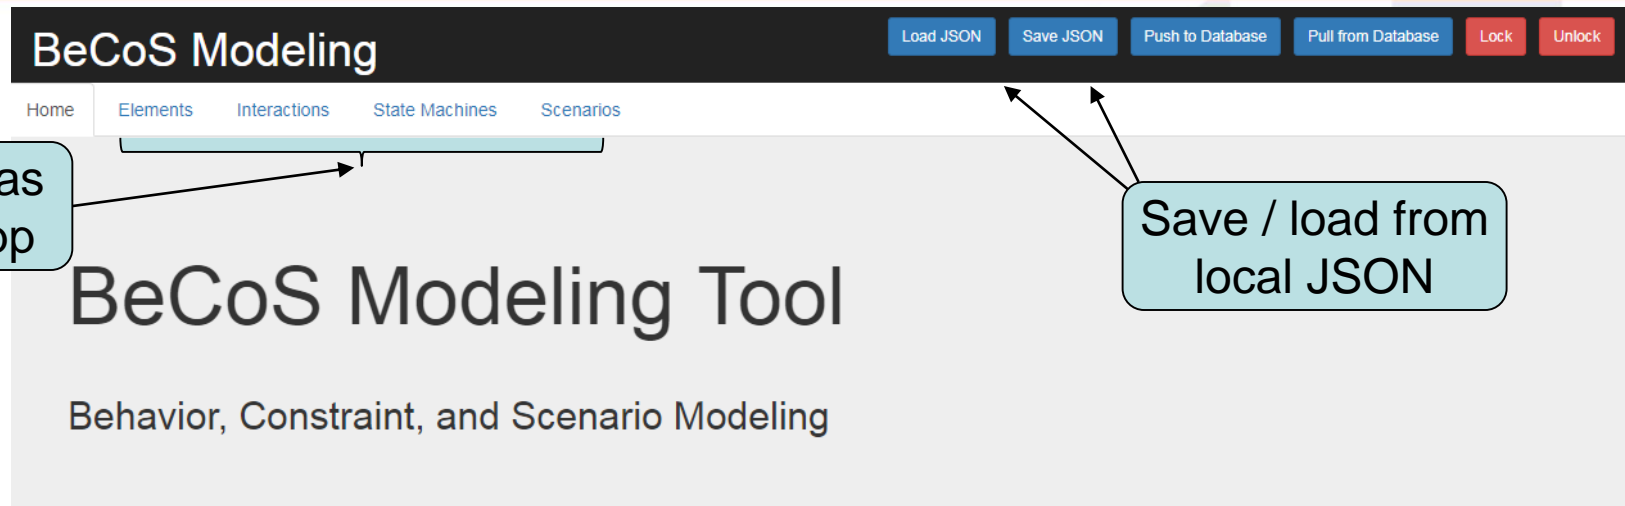 BeCoS Modeling
Load JSON Save JSON Push to Database Pull from Database Lock Unlock
Home Elements Interactions State Machines Scenarios
as
op
Save / load from
local JSON
BeCoS Modeling Tool
Behavior, Constraint, and Scenario Modeling